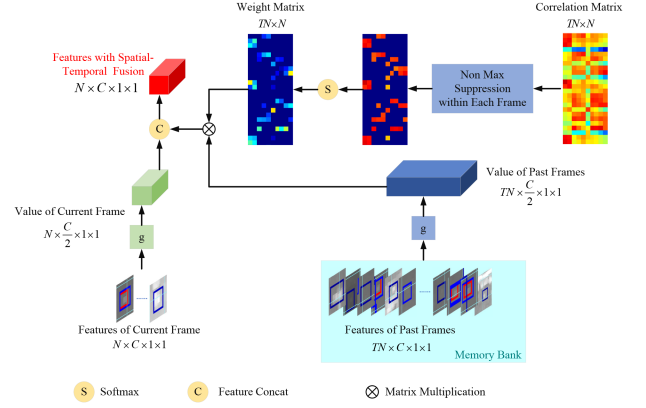 Weight Matrix
TN×N
Correlation Matrix
TN×N
Features with Spatial-
Temporal Fusion
N×C×1×1
S
Non Max
Suppression
within Each Frame
C
Value of Current Frame
N×C/2×1×1
Value of Past Frames
TN×C/2×1×1
g
g
Features of Current Frame
N×C×1×1
Features of Past Frames
TN×C×1×1
Memory Bank
S Softmax
C Feature Concat
Matrix Multiplication